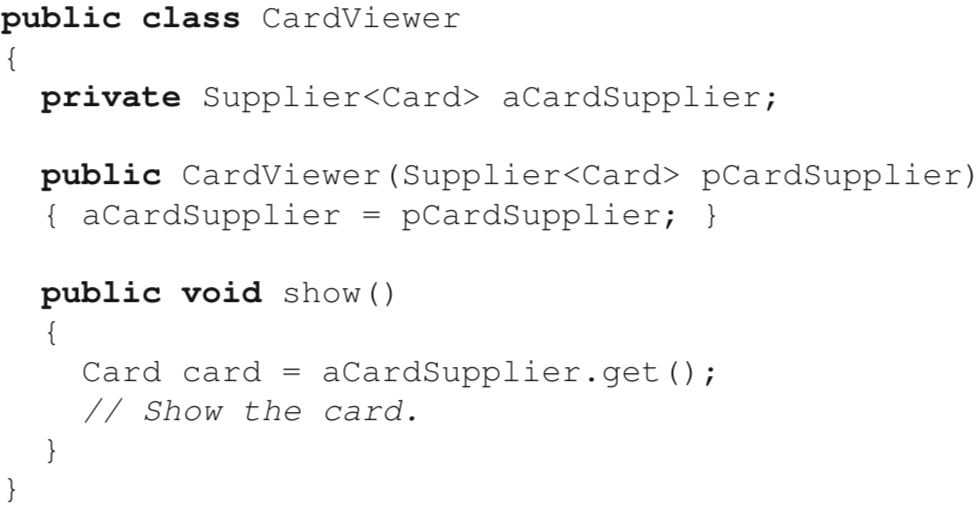 public class CardViewer
{
  private Supplier<Card> aCardSupplier;

  public CardViewer(Supplier<Card> pCardSupplier)
  { aCardSupplier = pCardSupplier; }

  public void show()
  {
    Card card = aCardSupplier.get();
    // Show the card.
  }
}